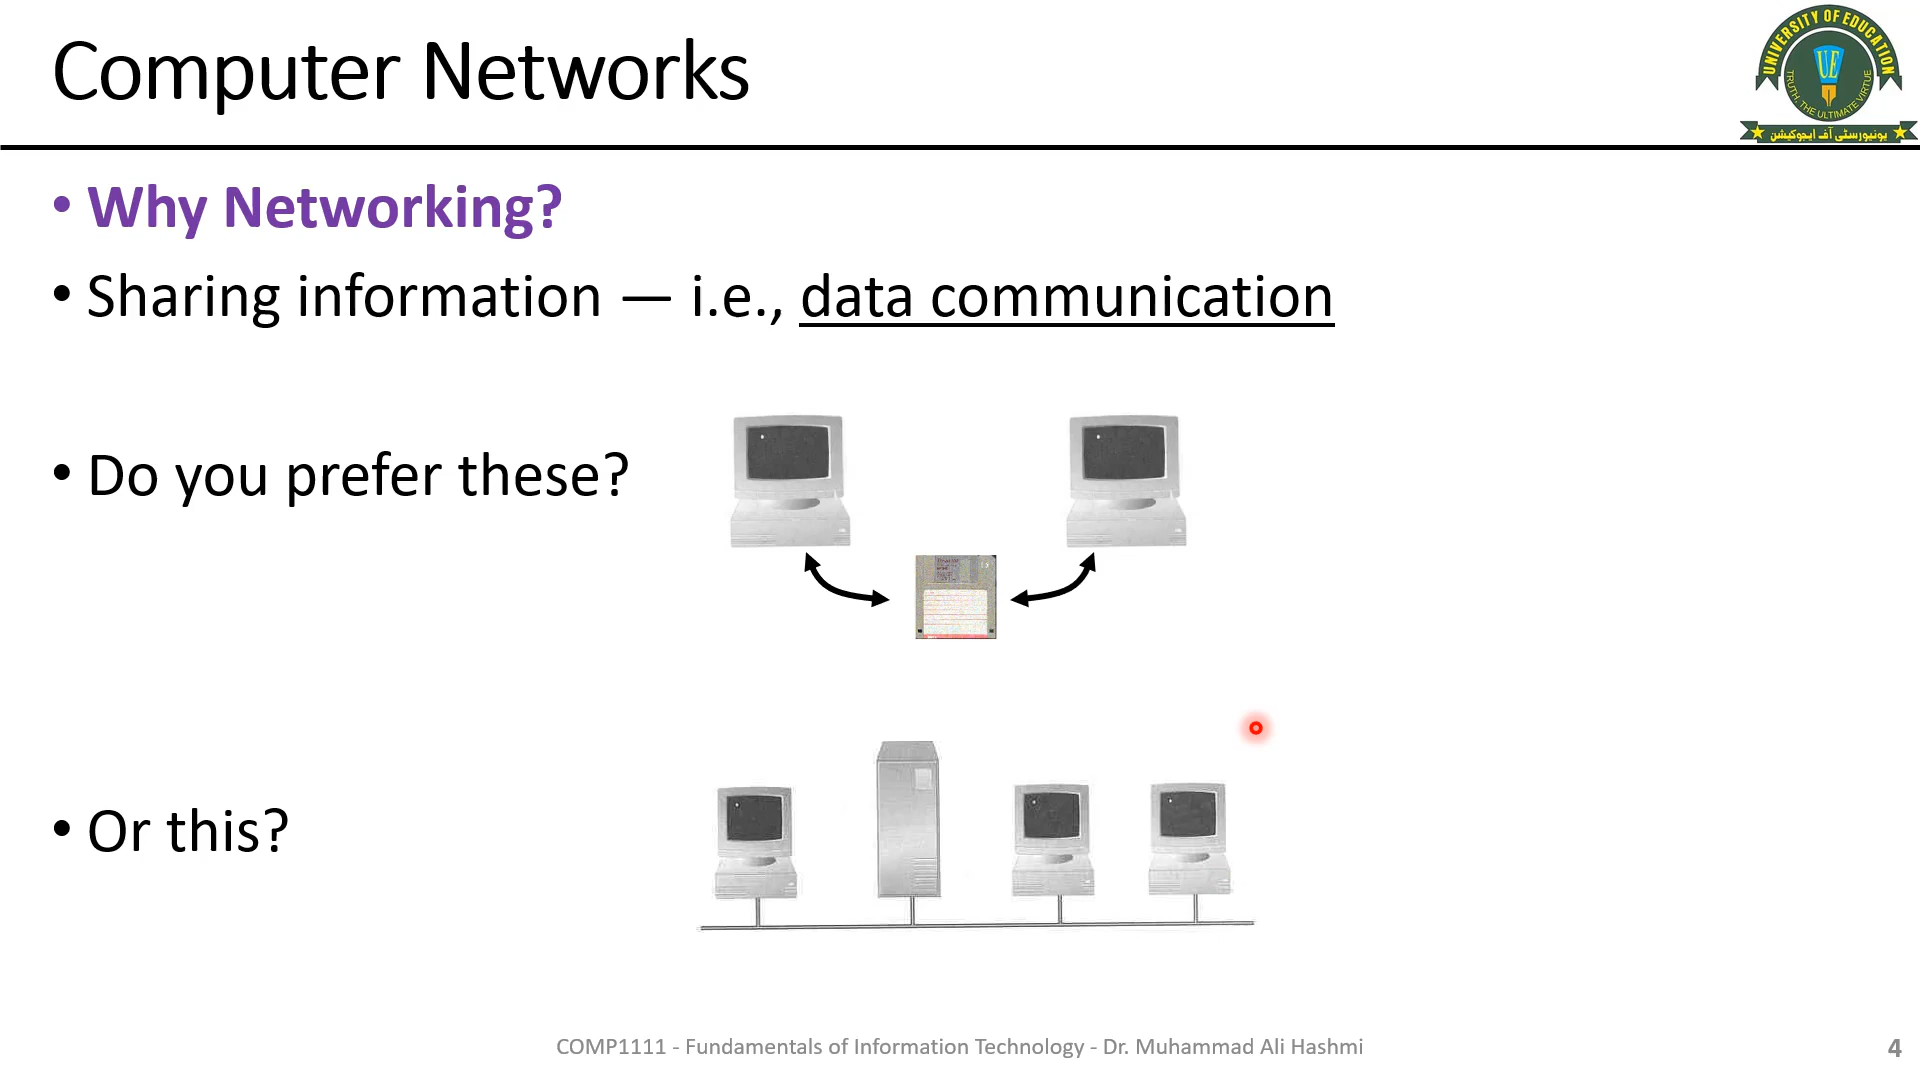 Computer Networks
UNIVERSITY OF EDUCATION
UE
TRUTH, THE ULTIMATE VIRTUE
یونیورسٹی آف ایجوکیشن
• Why Networking?
• Sharing information — i.e., data communication
• Do you prefer these?
• Or this?
COMP1111 - Fundamentals of Information Technology - Dr. Muhammad Ali Hashmi
4